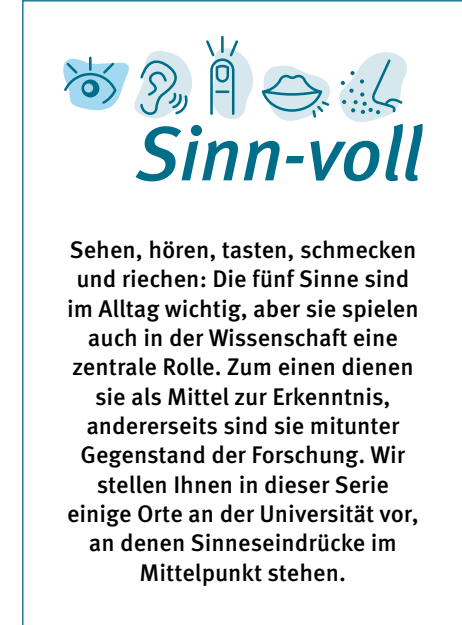 Sinn-voll
Sehen, hören, tasten, schmecken
und riechen: Die fünf Sinne sind
im Alltag wichtig, aber sie spielen
auch in der Wissenschaft eine
zentrale Rolle. Zum einen dienen
sie als Mittel zur Erkenntnis,
andererseits sind sie mitunter
Gegenstand der Forschung. Wir
stellen Ihnen in dieser Serie
einige Orte an der Universität vor,
an denen Sinneseindrücke im
Mittelpunkt stehen.